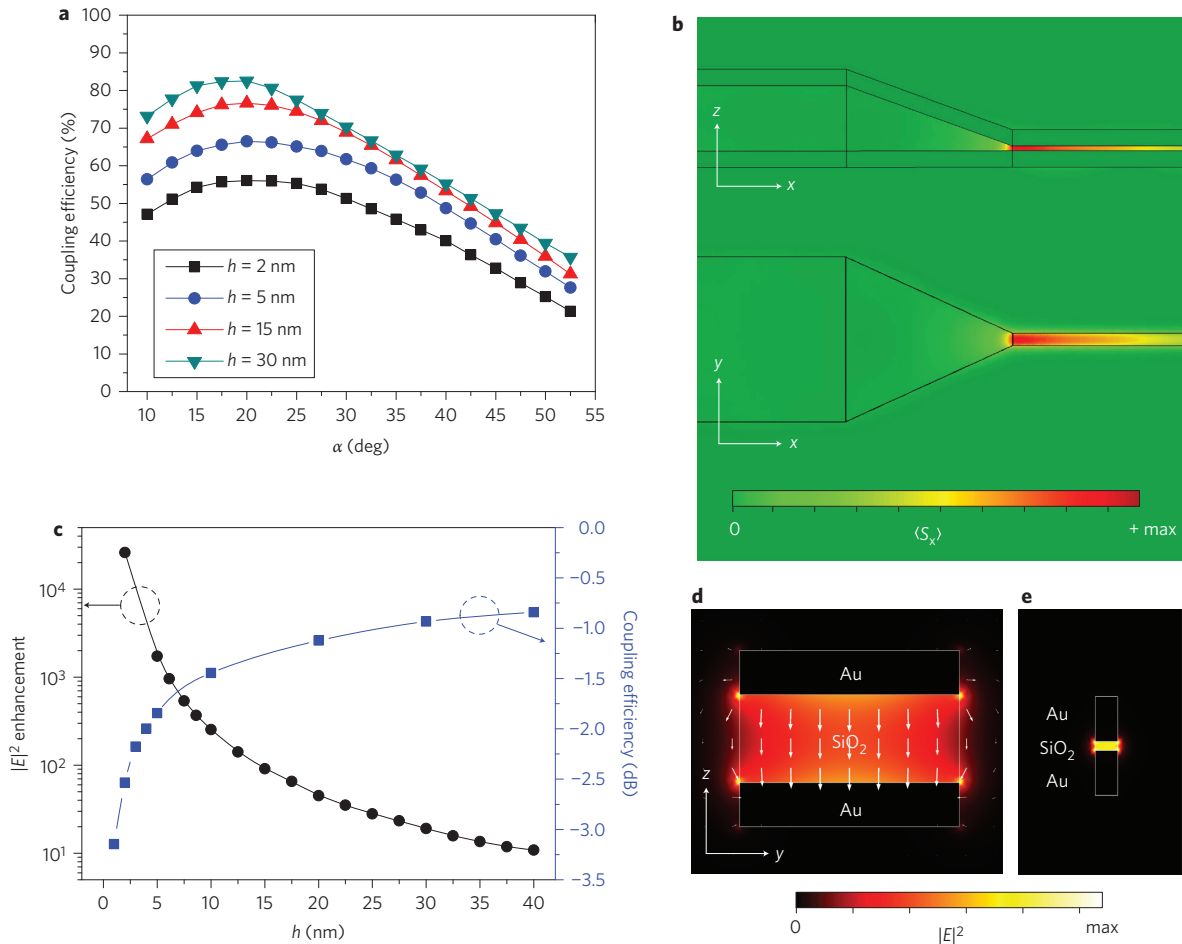 a
100
90
80
70
60
50
40
30
20
10
0
Coupling efficiency (%)
h = 2 nm
h = 5 nm
h = 15 nm
h = 30 nm
10 15 20 25 30 35 40 45 50 55
α (deg)
b
z
x
y
x
0 ⟨Sₓ⟩ + max
c
10⁴
10³
10²
10¹
|E|² enhancement
0.0
−0.5
−1.0
−1.5
−2.0
−2.5
−3.0
−3.5
Coupling efficiency (dB)
0 5 10 15 20 25 30 35 40
h (nm)
d
Au
SiO₂
Au
z
y
e
Au
SiO₂
Au
0 |E|² max